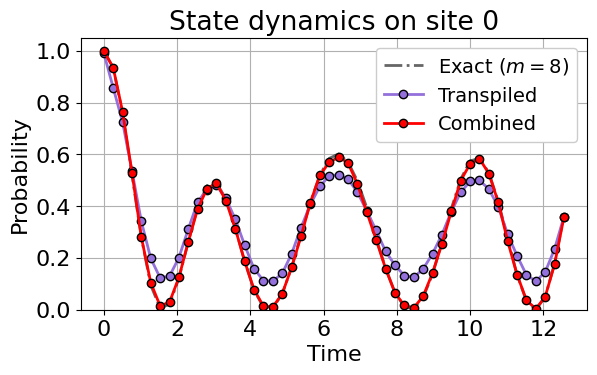 State dynamics on site 0
Probability
1.0
0.8
0.6
0.4
0.2
0.0
Exact (m = 8)
Transpiled
Combined
0 2 4 6 8 10 12
Time